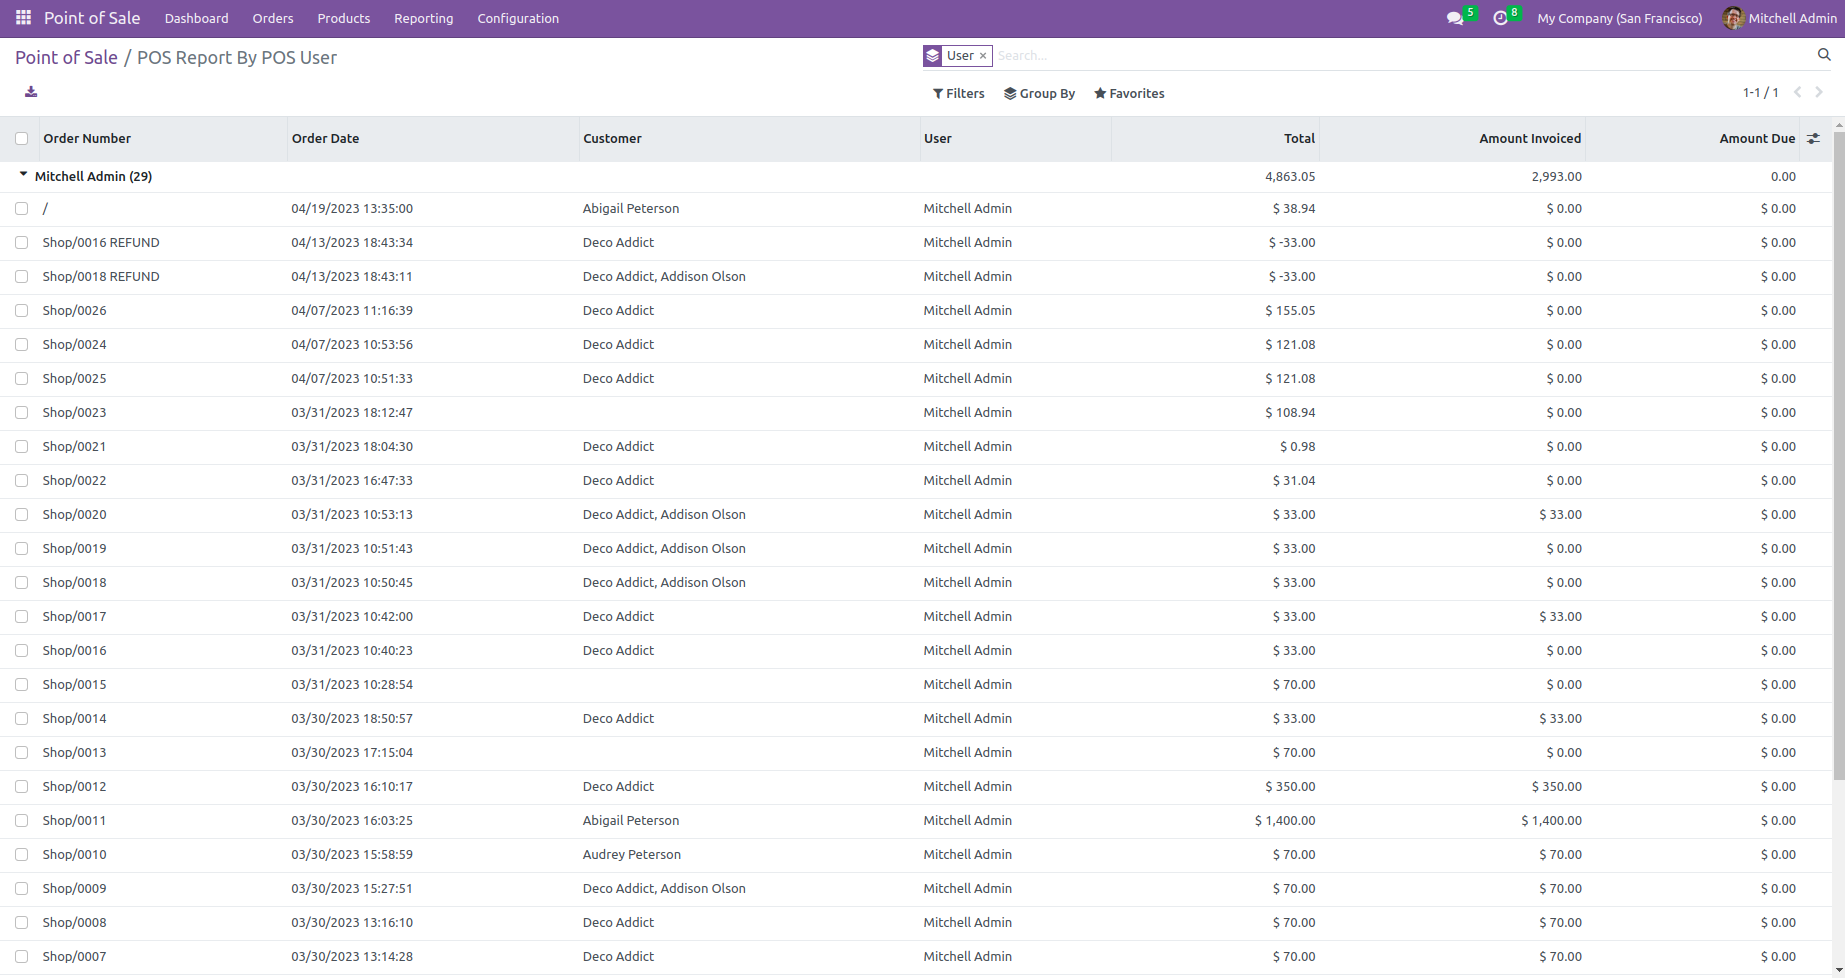 Point of Sale Dashboard Orders Products Reporting Configuration 5 8 My Company (San Francisco) Mitchell Admin
Point of Sale / POS Report By POS User User × Search...
Filters Group By Favorites 1-1 / 1
Order Number Order Date Customer User Total Amount Invoiced Amount Due
Mitchell Admin (29) 4,863.05 2,993.00 0.00
/ 04/19/2023 13:35:00 Abigail Peterson Mitchell Admin $ 38.94 $ 0.00 $ 0.00
Shop/0016 REFUND 04/13/2023 18:43:34 Deco Addict Mitchell Admin $ -33.00 $ 0.00 $ 0.00
Shop/0018 REFUND 04/13/2023 18:43:11 Deco Addict, Addison Olson Mitchell Admin $ -33.00 $ 0.00 $ 0.00
Shop/0026 04/07/2023 11:16:39 Deco Addict Mitchell Admin $ 155.05 $ 0.00 $ 0.00
Shop/0024 04/07/2023 10:53:56 Deco Addict Mitchell Admin $ 121.08 $ 0.00 $ 0.00
Shop/0025 04/07/2023 10:51:33 Deco Addict Mitchell Admin $ 121.08 $ 0.00 $ 0.00
Shop/0023 03/31/2023 18:12:47 Mitchell Admin $ 108.94 $ 0.00 $ 0.00
Shop/0021 03/31/2023 18:04:30 Deco Addict Mitchell Admin $ 0.98 $ 0.00 $ 0.00
Shop/0022 03/31/2023 16:47:33 Deco Addict Mitchell Admin $ 31.04 $ 0.00 $ 0.00
Shop/0020 03/31/2023 10:53:13 Deco Addict, Addison Olson Mitchell Admin $ 33.00 $ 33.00 $ 0.00
Shop/0019 03/31/2023 10:51:43 Deco Addict, Addison Olson Mitchell Admin $ 33.00 $ 0.00 $ 0.00
Shop/0018 03/31/2023 10:50:45 Deco Addict, Addison Olson Mitchell Admin $ 33.00 $ 0.00 $ 0.00
Shop/0017 03/31/2023 10:42:00 Deco Addict Mitchell Admin $ 33.00 $ 33.00 $ 0.00
Shop/0016 03/31/2023 10:40:23 Deco Addict Mitchell Admin $ 33.00 $ 0.00 $ 0.00
Shop/0015 03/31/2023 10:28:54 Mitchell Admin $ 70.00 $ 0.00 $ 0.00
Shop/0014 03/30/2023 18:50:57 Deco Addict Mitchell Admin $ 33.00 $ 33.00 $ 0.00
Shop/0013 03/30/2023 17:15:04 Mitchell Admin $ 70.00 $ 0.00 $ 0.00
Shop/0012 03/30/2023 16:10:17 Deco Addict Mitchell Admin $ 350.00 $ 350.00 $ 0.00
Shop/0011 03/30/2023 16:03:25 Abigail Peterson Mitchell Admin $ 1,400.00 $ 1,400.00 $ 0.00
Shop/0010 03/30/2023 15:58:59 Audrey Peterson Mitchell Admin $ 70.00 $ 70.00 $ 0.00
Shop/0009 03/30/2023 15:27:51 Deco Addict, Addison Olson Mitchell Admin $ 70.00 $ 70.00 $ 0.00
Shop/0008 03/30/2023 13:16:10 Deco Addict Mitchell Admin $ 70.00 $ 70.00 $ 0.00
Shop/0007 03/30/2023 13:14:28 Deco Addict Mitchell Admin $ 70.00 $ 70.00 $ 0.00